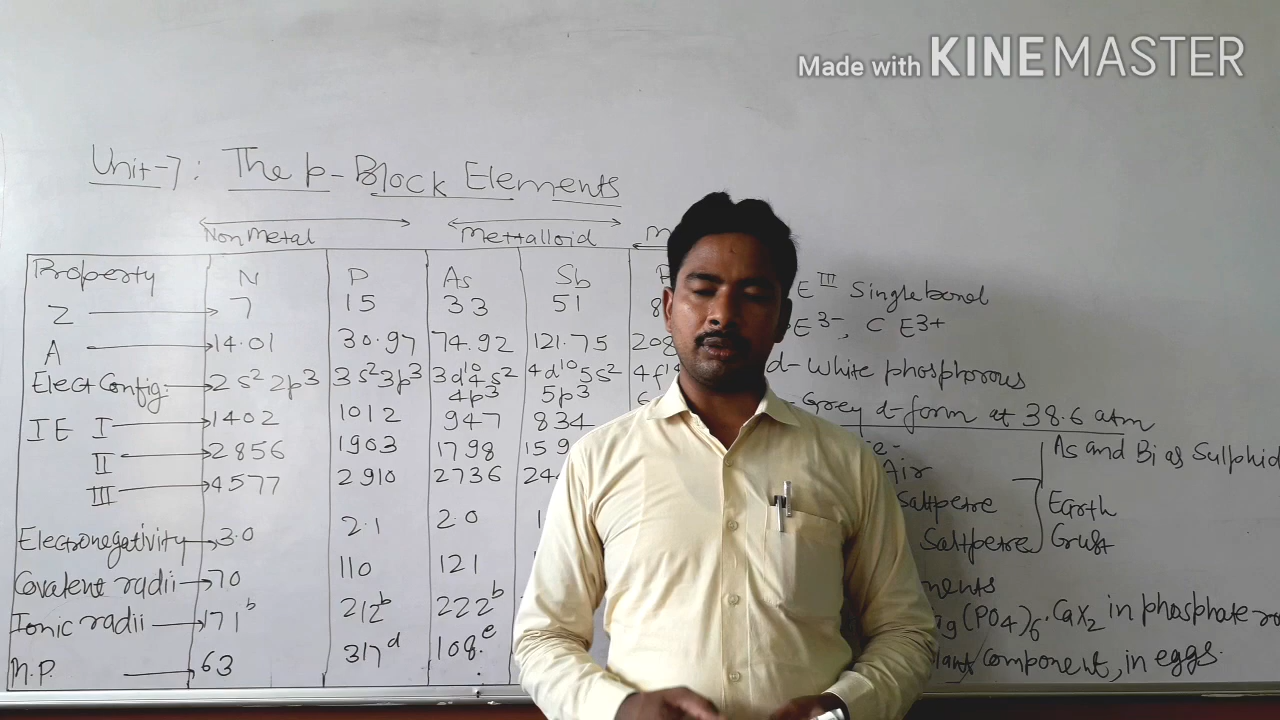 Made with KINEMASTER
Unit-7: The p-Block Elements
Non Metal Mettalloid
Property N P As Sb
Z 7 15 33 51
A 14.01 30.97 74.92 121.75 208
Elect Config: 2s² 2p³ 3s² 3p³ 3d¹⁰ 4s² 4p³ 4d¹⁰ 5s² 5p³
IE I 1402 1012 947 834
II 2856 1903 1798
III 4577 2910 2736
Electronegativity 3.0 2.1 2.0
Covalent radii 70 110 121
Ionic radii 171ᵇ 212ᵇ 222ᵇ
M.P. 63 317ᵈ 108.ᵉ
E III Single bond
E³⁻, c E³⁺
d- White phosphorous
Grey α-form at 38.6 atm
Air
As and Bi as Sulphid
Saltpetre
Saltpetre
Earth
Crust
(PO4)6.CaX2 in phosphate
Component, in eggs.